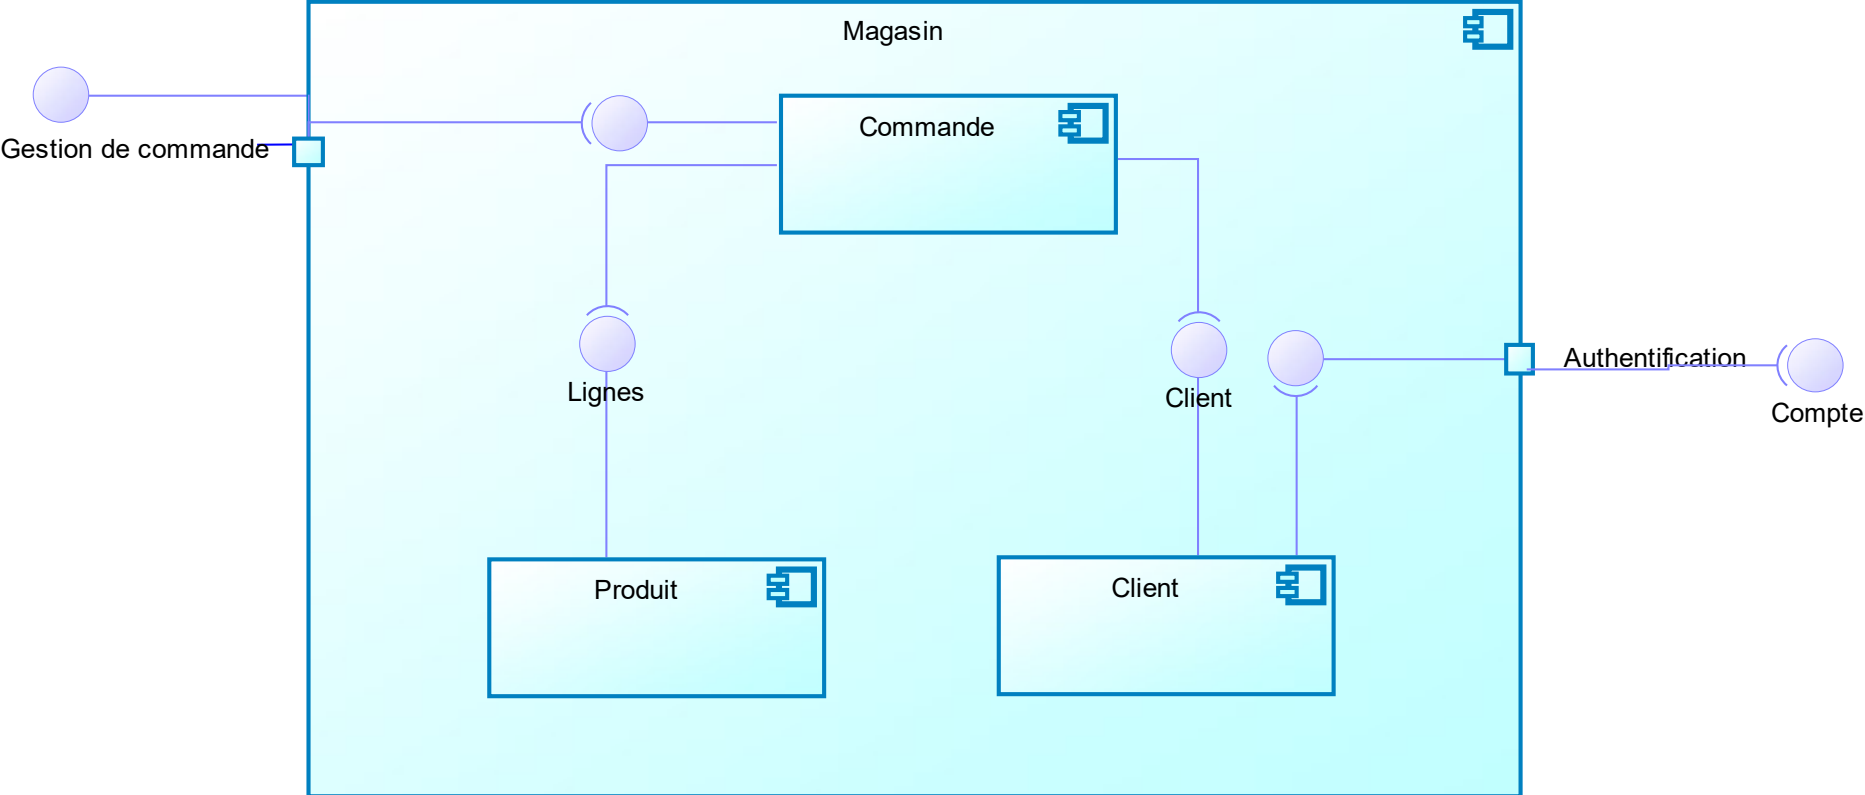 Magasin
Gestion de commande
Commande
Authentification
Lignes
Client
Compte
Produit
Client